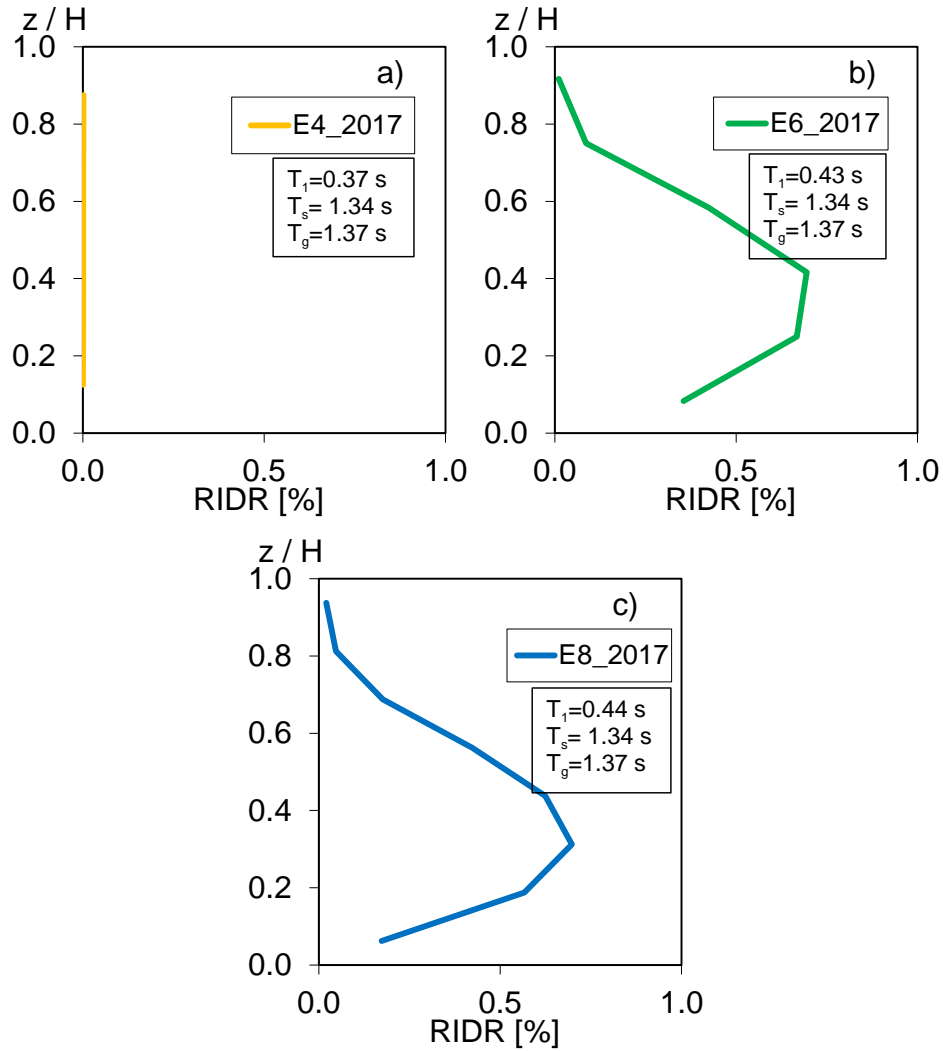 z / H
a)
1.0
0.8
0.6
0.4
0.2
0.0
E4_2017
T1=0.37 s
Ts= 1.34 s
Tg=1.37 s
0.0 0.5 1.0
RIDR [%]
z / H
b)
1.0
0.8
0.6
0.4
0.2
0.0
E6_2017
T1=0.43 s
Ts= 1.34 s
Tg=1.37 s
0.0 0.5 1.0
RIDR [%]
z / H
c)
1.0
0.8
0.6
0.4
0.2
0.0
E8_2017
T1=0.44 s
Ts= 1.34 s
Tg=1.37 s
0.0 0.5 1.0
RIDR [%]